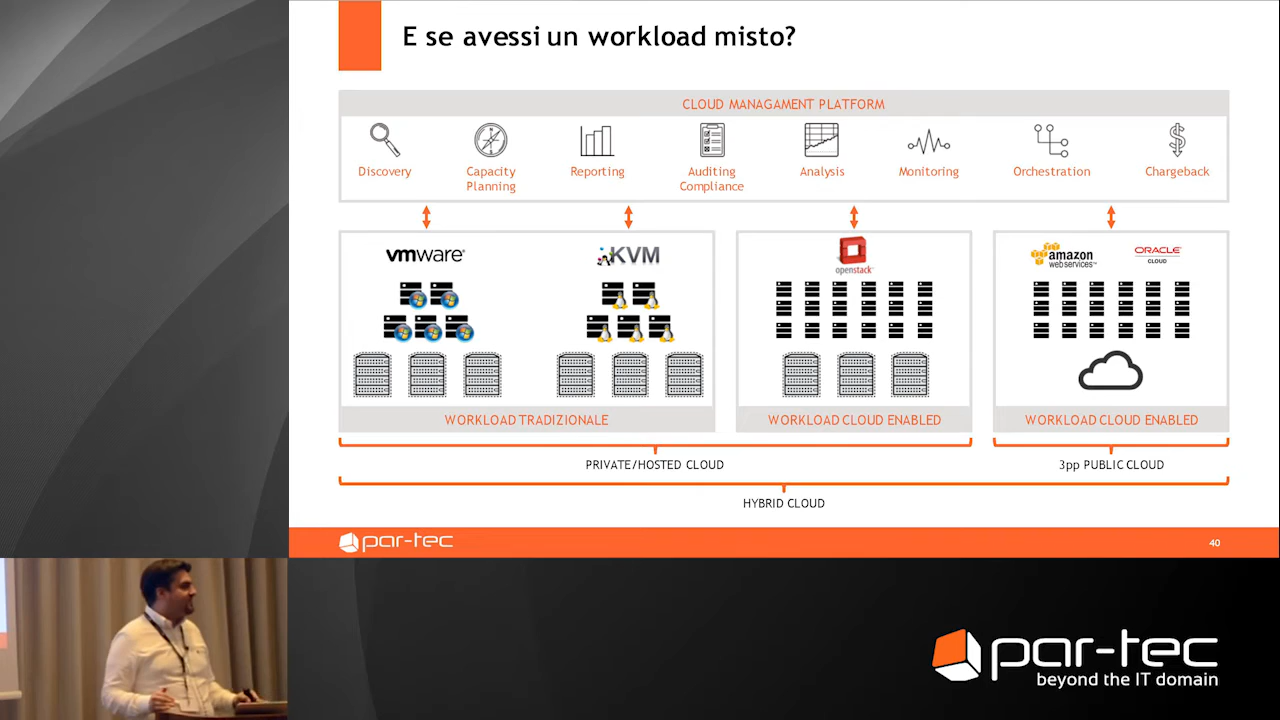 E se avessi un workload misto?
CLOUD MANAGAMENT PLATFORM
Discovery
Capacity
Planning
Reporting
Auditing
Compliance
Analysis
Monitoring
Orchestration
Chargeback
vmware®
KVM
openstack
amazon
web services™
ORACLE
CLOUD
WORKLOAD TRADIZIONALE
WORKLOAD CLOUD ENABLED
WORKLOAD CLOUD ENABLED
PRIVATE/HOSTED CLOUD
3pp PUBLIC CLOUD
HYBRID CLOUD
par-tec
40
par-tec
beyond the IT domain